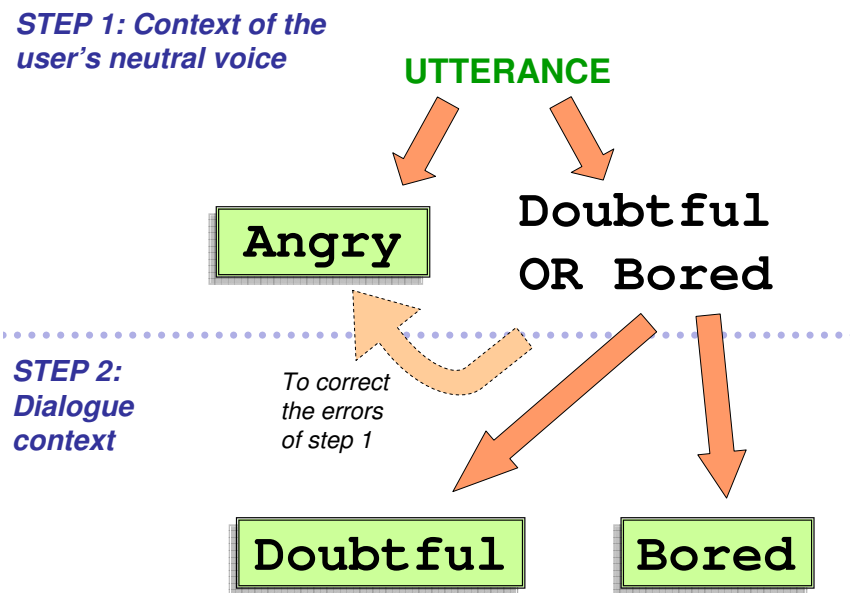 STEP 1: Context of the
user's neutral voice
UTTERANCE
Angry
Doubtful
OR Bored
STEP 2:
Dialogue
context
To correct
the errors
of step 1
Doubtful
Bored